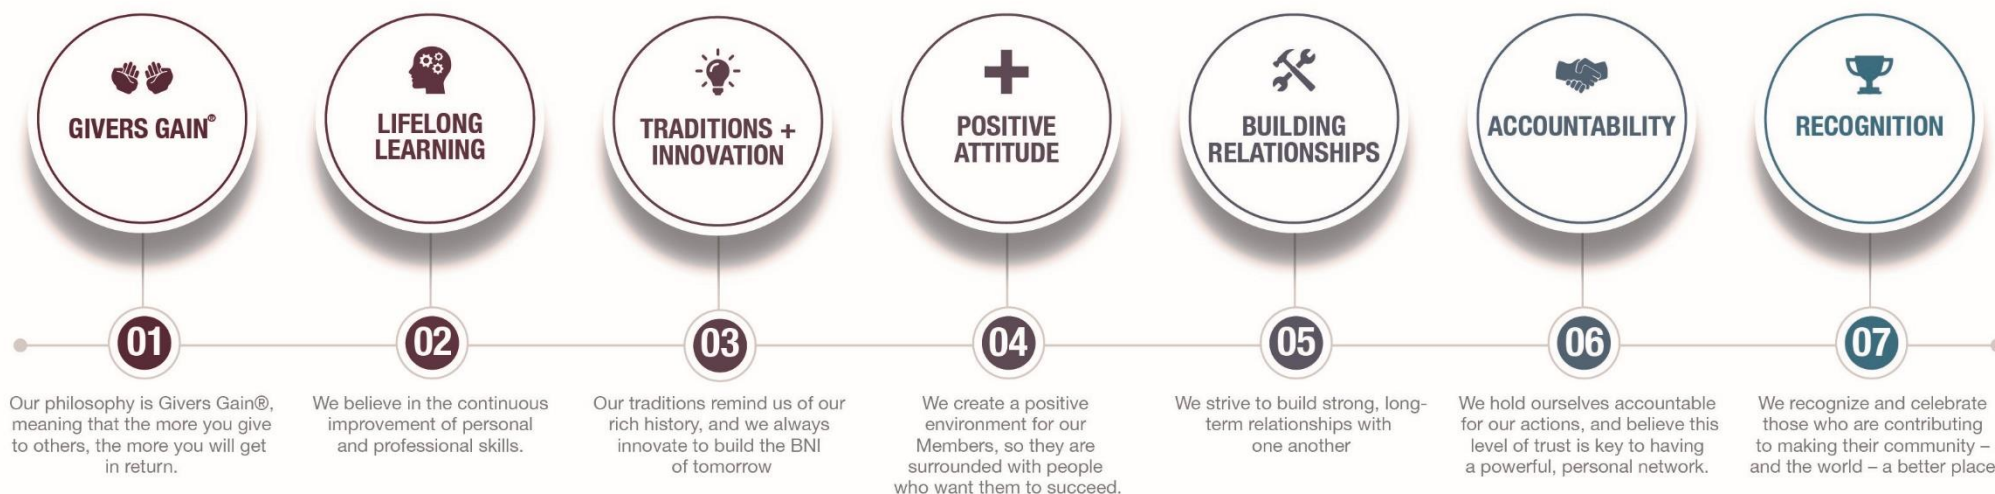 GIVERS GAIN®
LIFELONG
LEARNING
TRADITIONS +
INNOVATION
POSITIVE
ATTITUDE
BUILDING
RELATIONSHIPS
ACCOUNTABILITY
RECOGNITION
01
02
03
04
05
06
07
Our philosophy is Givers Gain®,
meaning that the more you give
to others, the more you will get
in return.
We believe in the continuous
improvement of personal
and professional skills.
Our traditions remind us of our
rich history, and we always
innovate to build the BNI
of tomorrow
We create a positive
environment for our
Members, so they are
surrounded with people
who want them to succeed.
We strive to build strong, long-
term relationships with
one another
We hold ourselves accountable
for our actions, and believe this
level of trust is key to having
a powerful, personal network.
We recognize and celebrate
those who are contributing
to making their community –
and the world – a better place